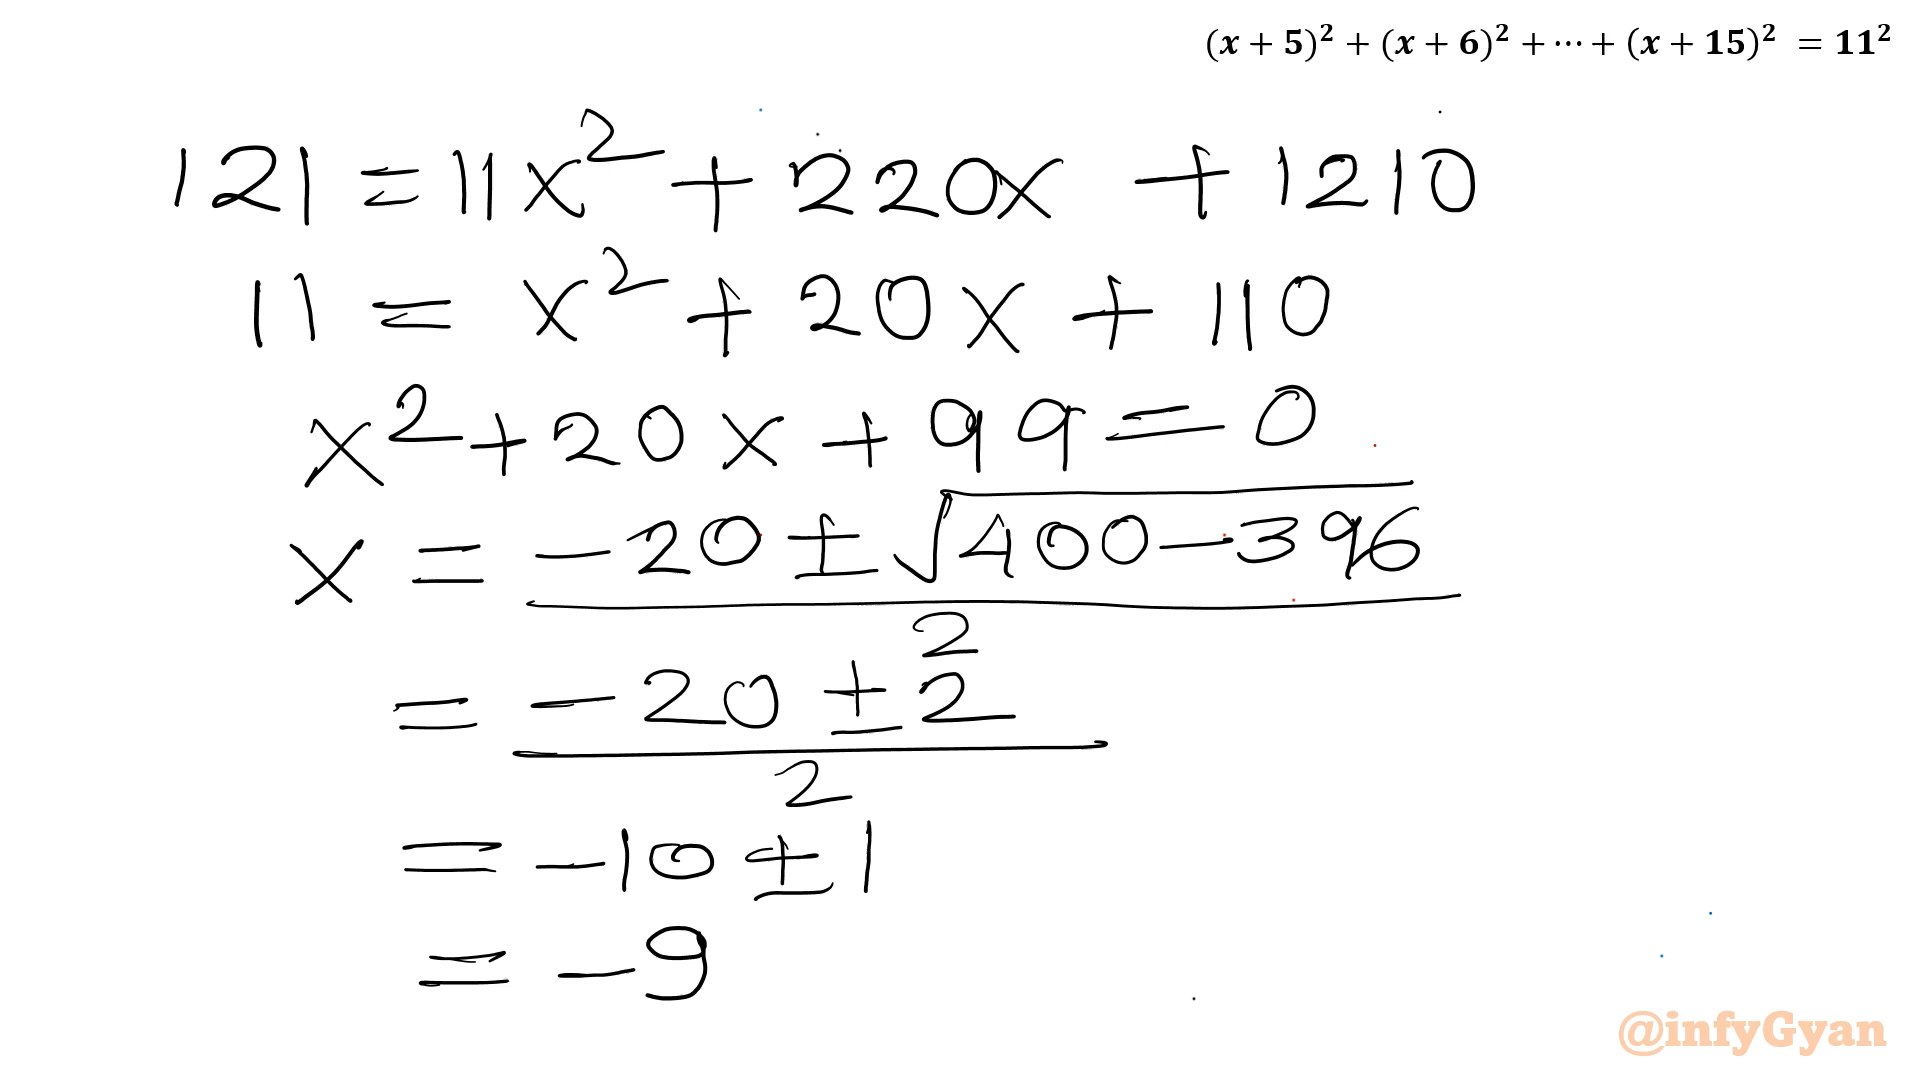 (x + 5)² + (x + 6)² + ⋯ + (x + 15)² = 11²
121 = 11x² + 220x + 1210
11 = x² + 20x + 110
x² + 20x + 99 = 0
x = (-20 ± √(400 - 396)) / 2
= (-20 ± 2) / 2
= -10 ± 1
= -9
@infyGyan